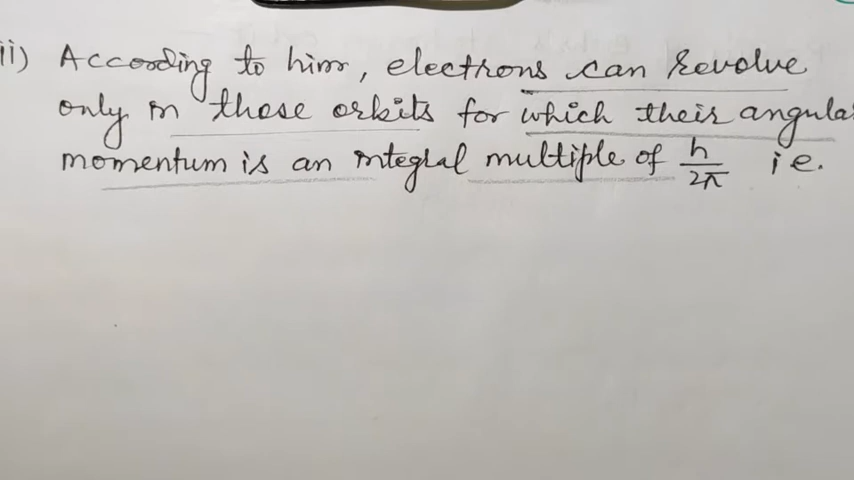 ii) According to him, electrons can revolve
only in those orbits for which their angular
momentum is an integral multiple of h/2π i e.